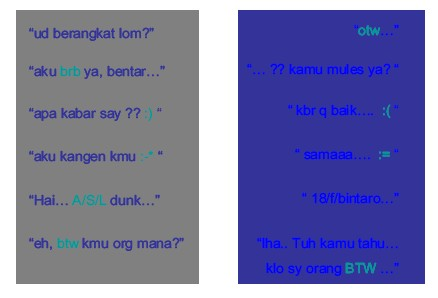 “ud berangkat lom?”
“aku brb ya, bentar…”
“apa kabar say ?? :) “
“aku kangen kmu :-* “
“Hai… A/S/L dunk…”
“eh, btw kmu org mana?”
“otw…”
“… ?? kamu mules ya? “
“ kbr q baik…. :( “
“ samaaa…. := “
“ 18/f/bintaro…”
“lha.. Tuh kamu tahu…
klo sy orang BTW …”